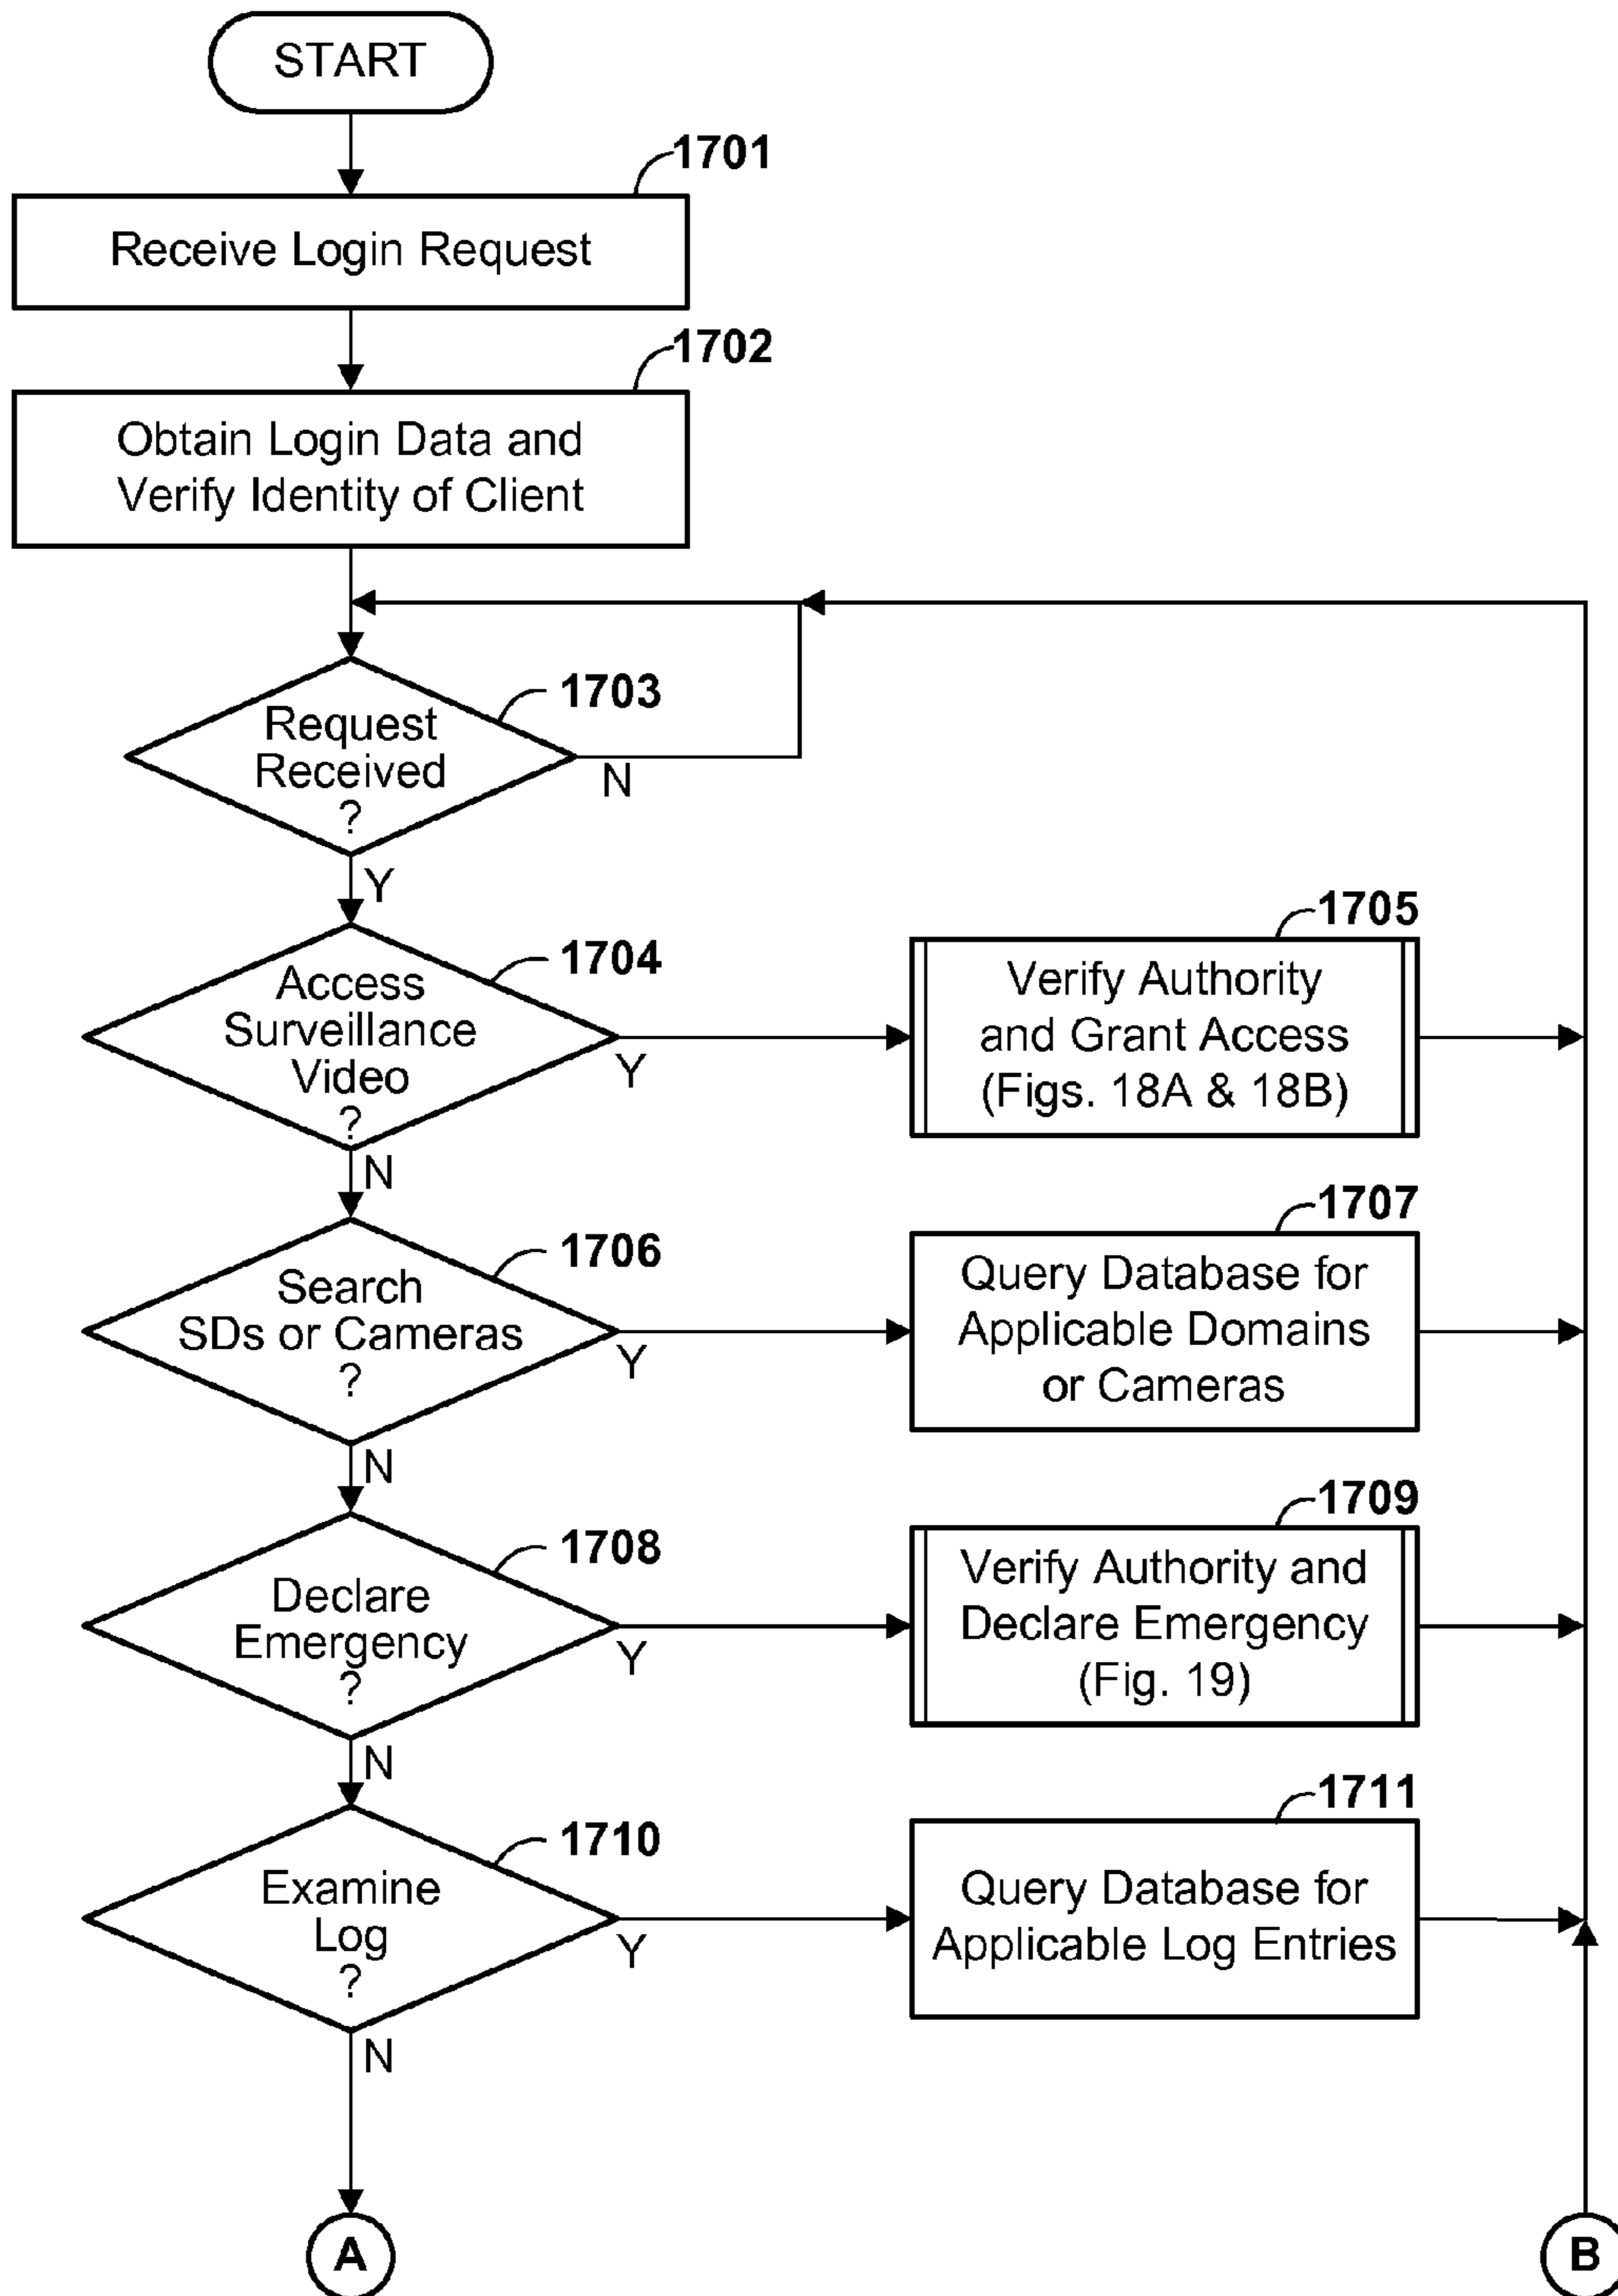 START
1701
Receive Login Request
1702
Obtain Login Data and
Verify Identity of Client
1703
Request
Received
?
N
Y
1704
Access
Surveillance
Video
?
Y
N
1705
Verify Authority
and Grant Access
(Figs. 18A & 18B)
1706
Search
SDs or Cameras
?
Y
N
1707
Query Database for
Applicable Domains
or Cameras
1708
Declare
Emergency
?
Y
N
1709
Verify Authority and
Declare Emergency
(Fig. 19)
1710
Examine
Log
?
Y
N
1711
Query Database for
Applicable Log Entries
A
B